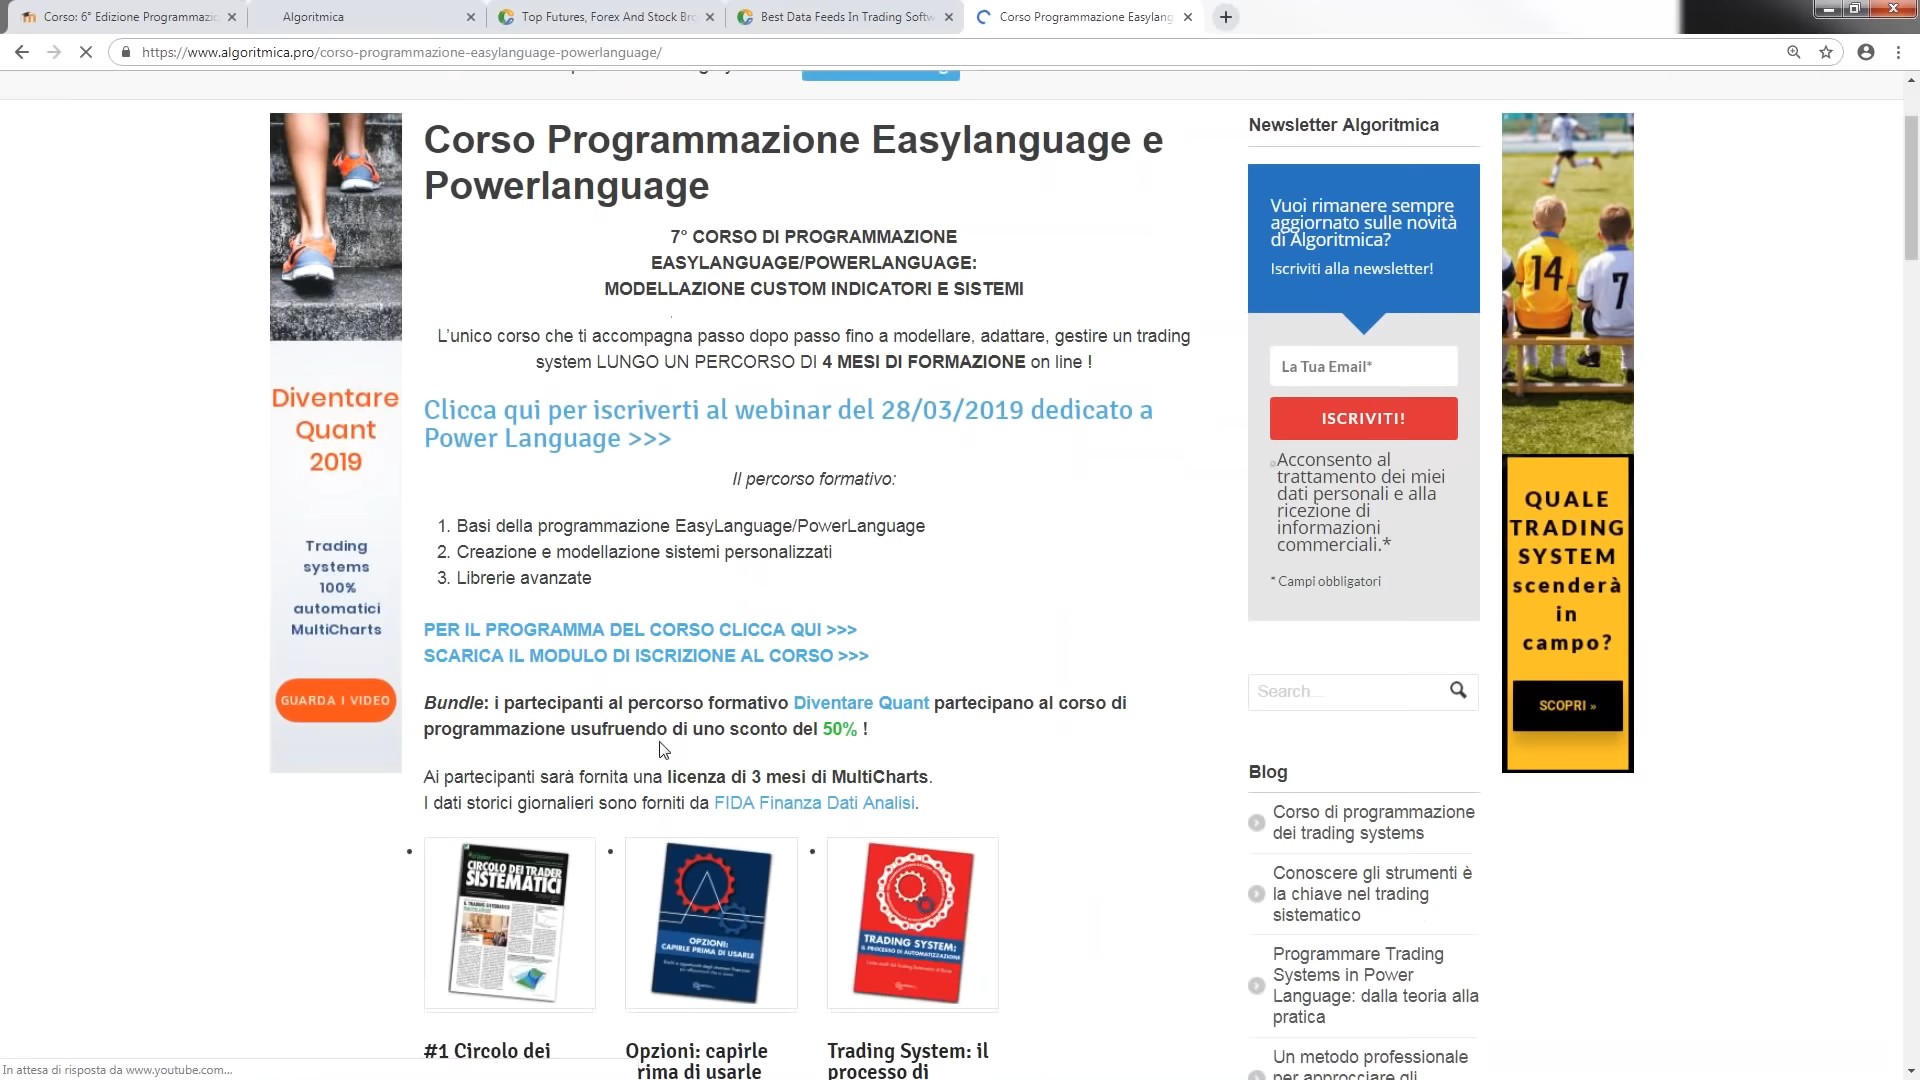 Corso: 6° Edizione Programmazic
Algoritmica
Top Futures, Forex And Stock Bro
Best Data Feeds In Trading Softw
Corso Programmazione Easylang
https://www.algoritmica.pro/corso-programmazione-easylanguage-powerlanguage/
Corso Programmazione Easylanguage e
Powerlanguage
7° CORSO DI PROGRAMMAZIONE
EASYLANGUAGE/POWERLANGUAGE:
MODELLAZIONE CUSTOM INDICATORI E SISTEMI
L'unico corso che ti accompagna passo dopo passo fino a modellare, adattare, gestire un trading
system LUNGO UN PERCORSO DI 4 MESI DI FORMAZIONE on line !
Clicca qui per iscriverti al webinar del 28/03/2019 dedicato a
Power Language >>>
Il percorso formativo:
1. Basi della programmazione EasyLanguage/PowerLanguage
2. Creazione e modellazione sistemi personalizzati
3. Librerie avanzate
PER IL PROGRAMMA DEL CORSO CLICCA QUI >>>
SCARICA IL MODULO DI ISCRIZIONE AL CORSO >>>
Bundle: i partecipanti al percorso formativo Diventare Quant partecipano al corso di
programmazione usufruendo di uno sconto del 50% !
Ai partecipanti sarà fornita una licenza di 3 mesi di MultiCharts.
I dati storici giornalieri sono forniti da FIDA Finanza Dati Analisi.
CIRCOLO DEI TRADER
SISTEMATICI
OPZIONI:
CAPIRLE PRIMA DI USARLE
TRADING SYSTEM:
IL PROCESSO DI AUTOMATIZZAZIONE
#1 Circolo dei
Opzioni: capirle
rima di usarle
Trading System: il
processo di
Diventare
Quant
2019
Trading
systems
100%
automatici
MultiCharts
GUARDA I VIDEO
Newsletter Algoritmica
Vuoi rimanere sempre
aggiornato sulle novità
di Algoritmica?
Iscriviti alla newsletter!
La Tua Email*
ISCRIVITI!
Acconsento al
trattamento dei miei
dati personali e alla
ricezione di
informazioni
commerciali.*
* Campi obbligatori
Search...
Blog
Corso di programmazione
dei trading systems
Conoscere gli strumenti è
la chiave nel trading
sistematico
Programmare Trading
Systems in Power
Language: dalla teoria alla
pratica
Un metodo professionale
per approcciare gli
14
7
QUALE
TRADING
SYSTEM
scenderà
in
campo?
SCOPRI »
In attesa di risposta da www.youtube.com...